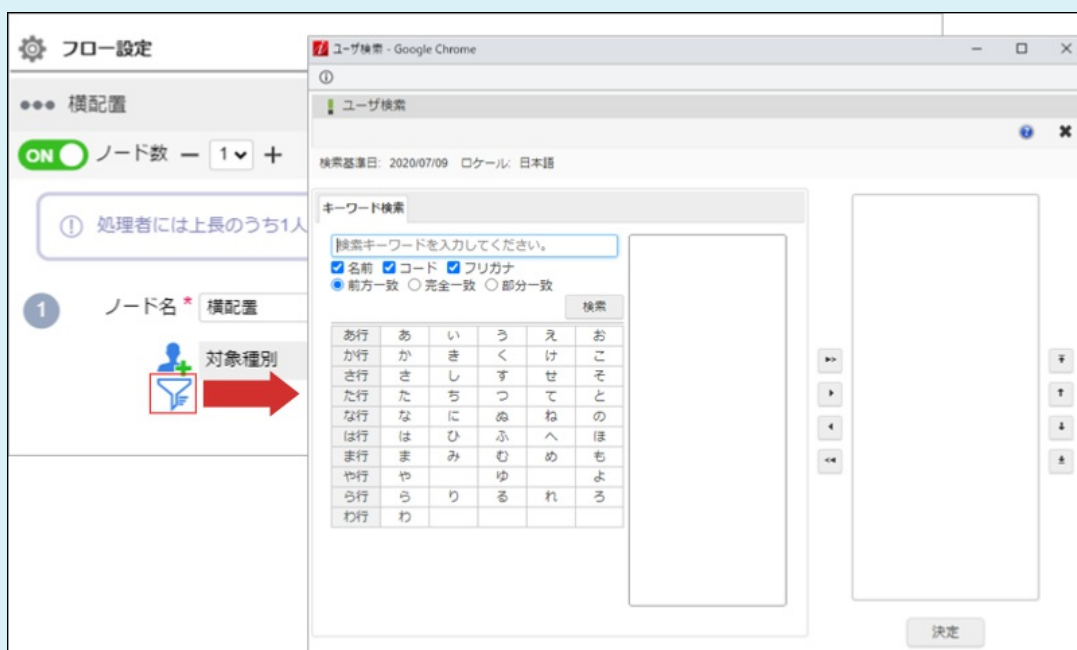 フロー設定
横配置
ON ノード数 － 1 ＋
処理者には上長のうち1人
1 ノード名 * 横配置
対象種別
ユーザ検索 - Google Chrome
ユーザ検索
検索基準日: 2020/07/09 ロケール: 日本語
キーワード検索
検索キーワードを入力してください。
名前 コード フリガナ
前方一致 完全一致 部分一致
検索
あ行 あ い う え お
か行 か き く け こ
さ行 さ し す せ そ
た行 た ち つ て と
な行 な に ぬ ね の
は行 は ひ ふ へ ほ
ま行 ま み む め も
や行 や ゆ よ
ら行 ら り る れ ろ
わ行 わ
決定